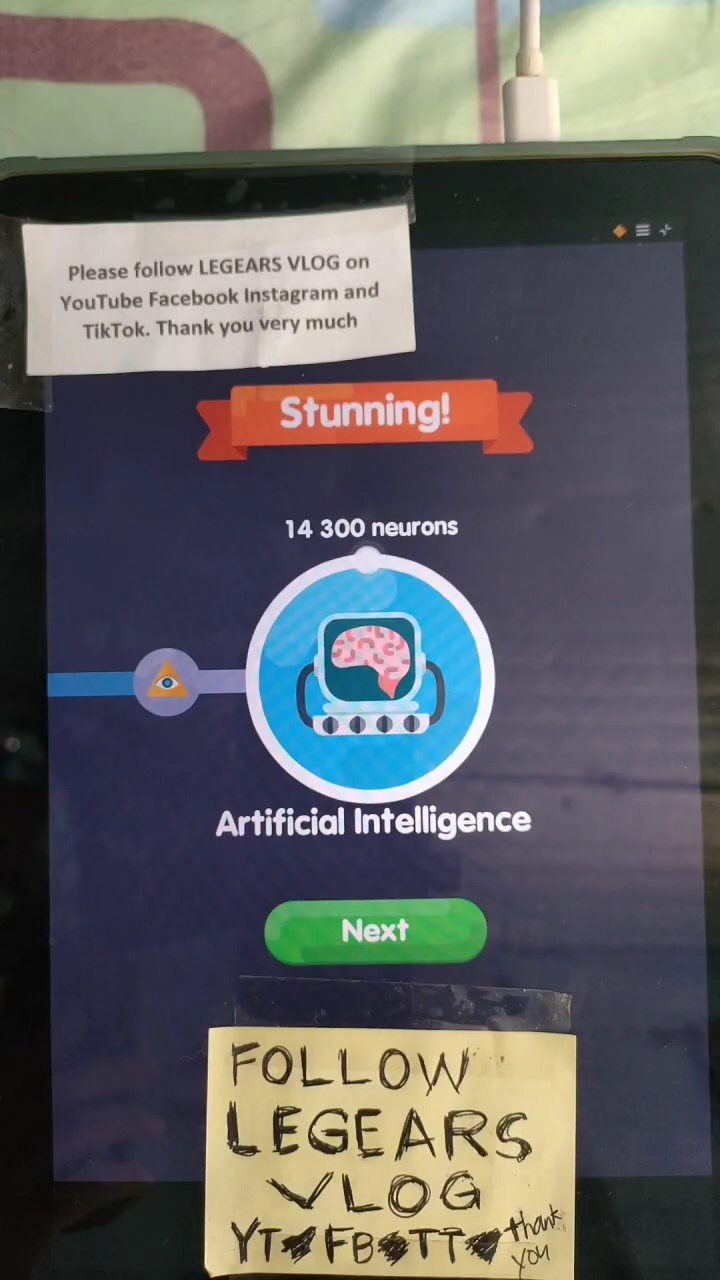 Please follow LEGEARS VLOG on
YouTube Facebook Instagram and
TikTok. Thank you very much
Stunning!
14 300 neurons
Artificial Intelligence
Next
FOLLOW
LEGEARS
VLOG
YT FB TT thank
you